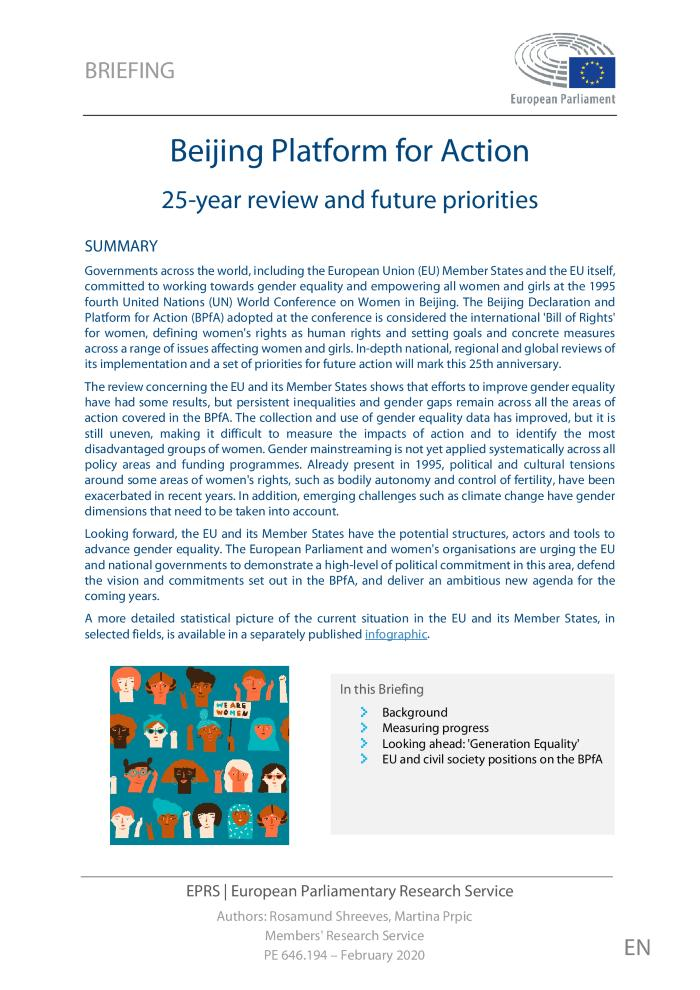 BRIEFING
European Parliament
Beijing Platform for Action
25-year review and future priorities
SUMMARY
Governments across the world, including the European Union (EU) Member States and the EU itself,
committed to working towards gender equality and empowering all women and girls at the 1995
fourth United Nations (UN) World Conference on Women in Beijing. The Beijing Declaration and
Platform for Action (BPfA) adopted at the conference is considered the international 'Bill of Rights'
for women, defining women's rights as human rights and setting goals and concrete measures
across a range of issues affecting women and girls. In-depth national, regional and global reviews of
its implementation and a set of priorities for future action will mark this 25th anniversary.
The review concerning the EU and its Member States shows that efforts to improve gender equality
have had some results, but persistent inequalities and gender gaps remain across all the areas of
action covered in the BPfA. The collection and use of gender equality data has improved, but it is
still uneven, making it difficult to measure the impacts of action and to identify the most
disadvantaged groups of women. Gender mainstreaming is not yet applied systematically across all
policy areas and funding programmes. Already present in 1995, political and cultural tensions
around some areas of women's rights, such as bodily autonomy and control of fertility, have been
exacerbated in recent years. In addition, emerging challenges such as climate change have gender
dimensions that need to be taken into account.
Looking forward, the EU and its Member States have the potential structures, actors and tools to
advance gender equality. The European Parliament and women's organisations are urging the EU
and national governments to demonstrate a high-level of political commitment in this area, defend
the vision and commitments set out in the BPfA, and deliver an ambitious new agenda for the
coming years.
A more detailed statistical picture of the current situation in the EU and its Member States, in
selected fields, is available in a separately published infographic.
WE ARE
WOMEN
In this Briefing
Background
Measuring progress
Looking ahead: 'Generation Equality'
EU and civil society positions on the BPfA
EPRS | European Parliamentary Research Service
Authors: Rosamund Shreeves, Martina Prpic
Members' Research Service
PE 646.194 – February 2020
EN